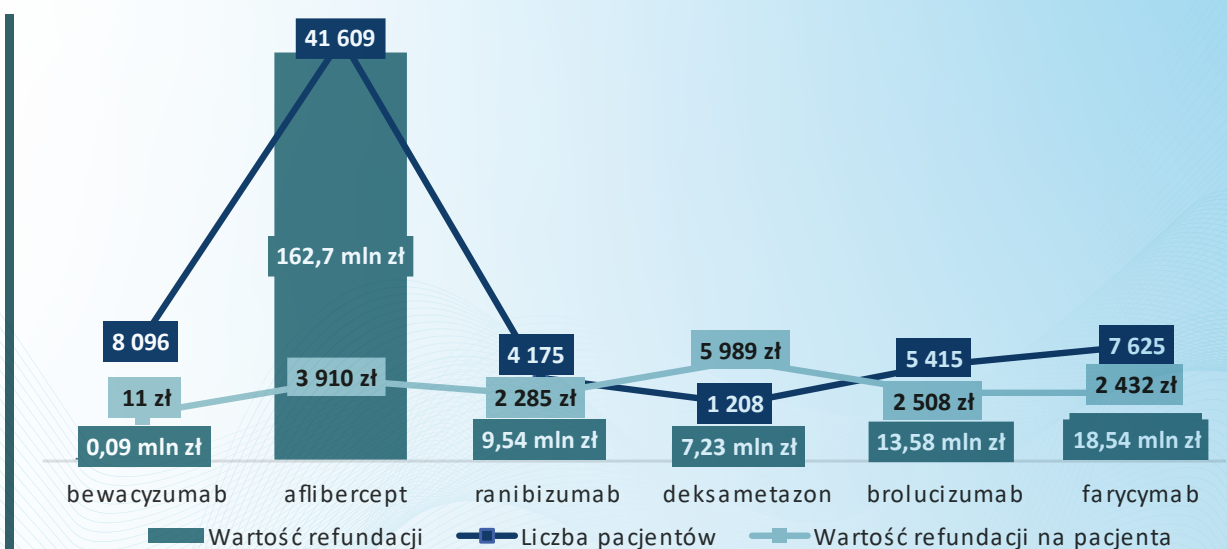 41 609
162,7 mln zł
8 096
4 175
5 989 zł
5 415
7 625
11 zł
3 910 zł
2 285 zł
1 208
2 508 zł
2 432 zł
0,09 mln zł
9,54 mln zł
7,23 mln zł
13,58 mln zł
18,54 mln zł
bewacyzumab aflibercept ranibizumab deksametazon brolucizumab farycymab
Wartość refundacji Liczba pacjentów Wartość refundacji na pacjenta